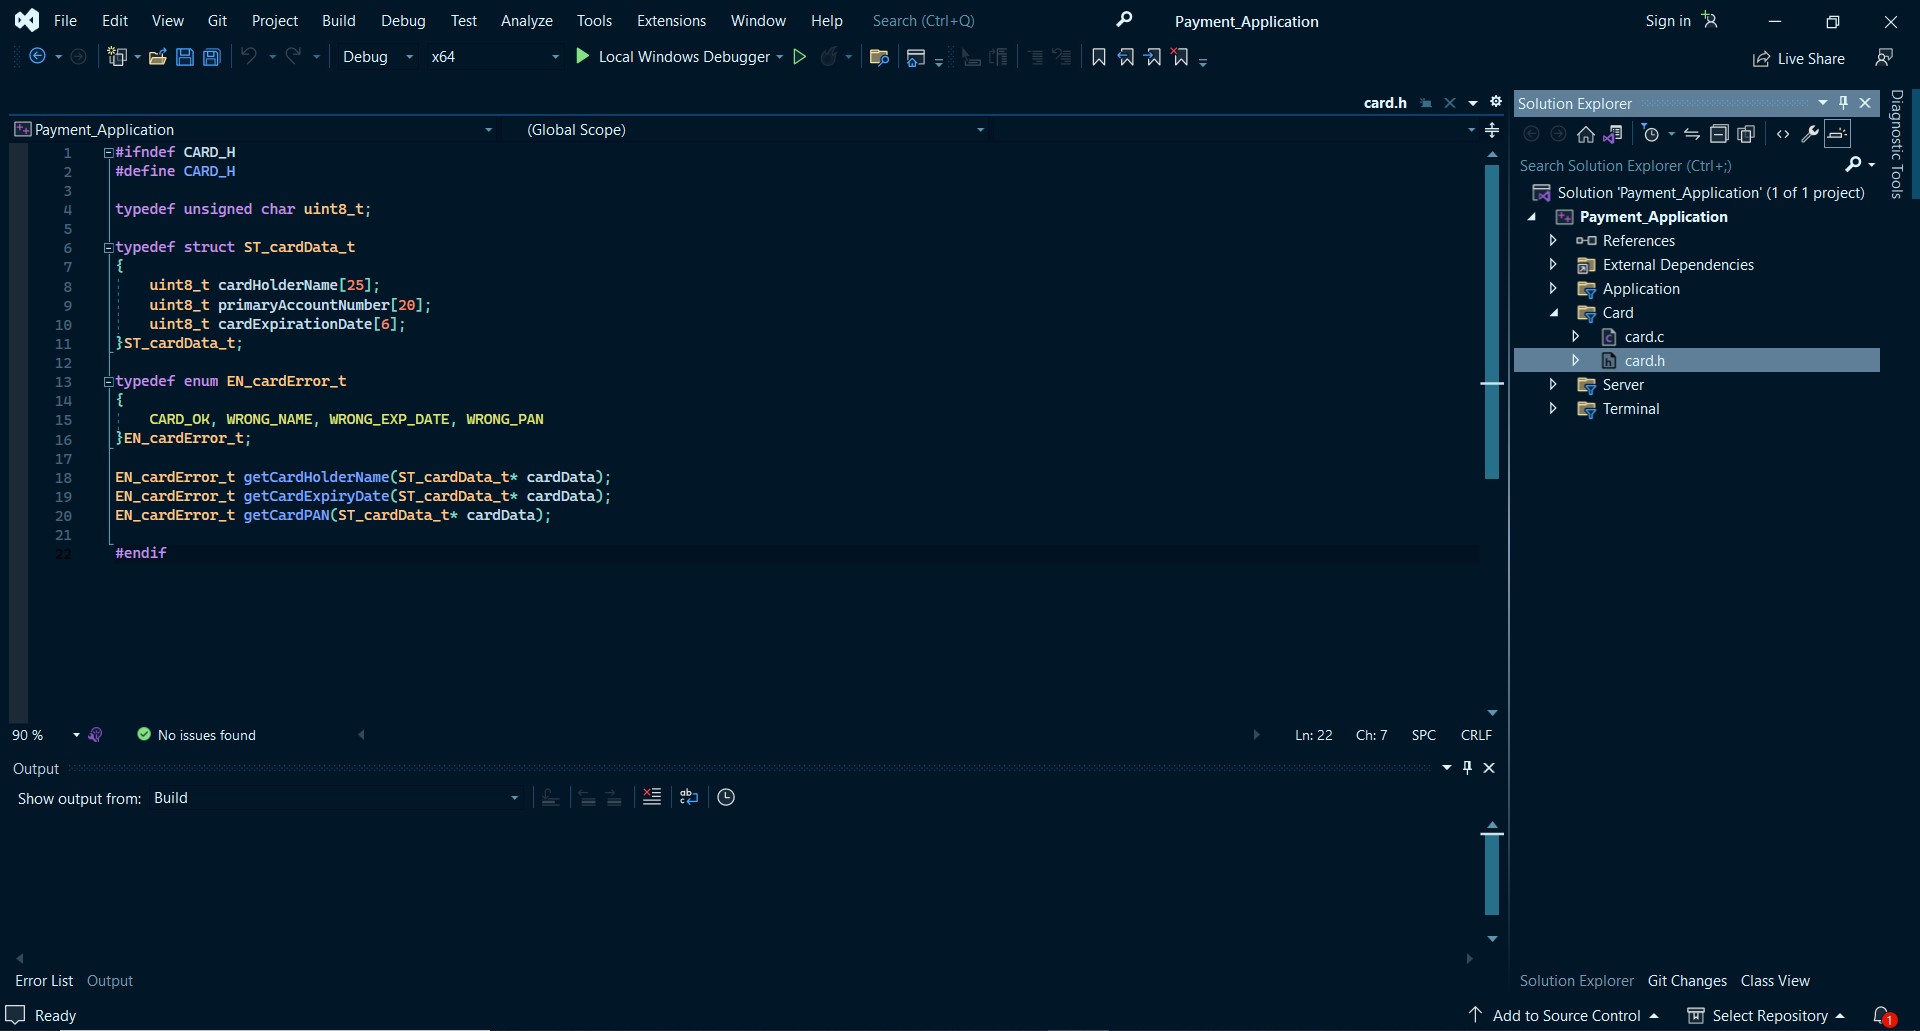 File Edit View Git Project Build Debug Test Analyze Tools Extensions Window Help Search (Ctrl+Q) Payment_Application Sign in
Debug x64 Local Windows Debugger Live Share
card.h
Payment_Application (Global Scope)
1 #ifndef CARD_H
2 #define CARD_H
3
4 typedef unsigned char uint8_t;
5
6 typedef struct ST_cardData_t
7 {
8 uint8_t cardHolderName[25];
9 uint8_t primaryAccountNumber[20];
10 uint8_t cardExpirationDate[6];
11 }ST_cardData_t;
12
13 typedef enum EN_cardError_t
14 {
15 CARD_OK, WRONG_NAME, WRONG_EXP_DATE, WRONG_PAN
16 }EN_cardError_t;
17
18 EN_cardError_t getCardHolderName(ST_cardData_t* cardData);
19 EN_cardError_t getCardExpiryDate(ST_cardData_t* cardData);
20 EN_cardError_t getCardPAN(ST_cardData_t* cardData);
21
22 #endif
90 % No issues found Ln: 22 Ch: 7 SPC CRLF
Output
Show output from: Build
Error List Output
Solution Explorer
Search Solution Explorer (Ctrl+;)
Solution 'Payment_Application' (1 of 1 project)
Payment_Application
References
External Dependencies
Application
Card
card.c
card.h
Server
Terminal
Diagnostic Tools
Solution Explorer Git Changes Class View
Ready Add to Source Control Select Repository 1